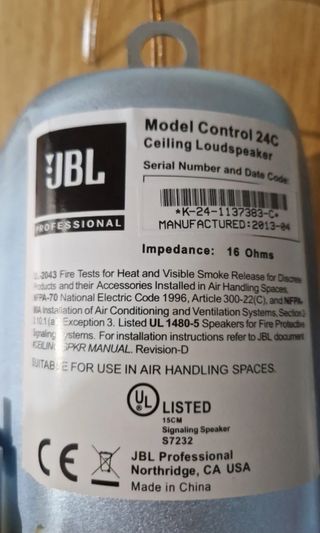 JBL
PROFESSIONAL
Model Control 24C
Ceiling Loudspeaker
Serial Number and Date Code:
*K-24-1137383-C*
MANUFACTURED:2013-04
Impedance: 16 Ohms
UL-2043 Fire Tests for Heat and Visible Smoke Release for Discrete
Products and their Accessories Installed in Air Handling Spaces,
NFPA-70 National Electric Code 1996, Article 300-22(C), and NFPA-
90A Installation of Air Conditioning and Ventilation Systems, Section 2-
3.10.1 (a) Exception 3. Listed UL 1480-5 Speakers for Fire Protective
Signaling Systems. For installation instructions refer to JBL document
#CEILING SPKR MANUAL. Revision-D
SUITABLE FOR USE IN AIR HANDLING SPACES.
UL LISTED
15CM
Signaling Speaker
S7232
CE
JBL Professional
Northridge, CA USA
Made in China